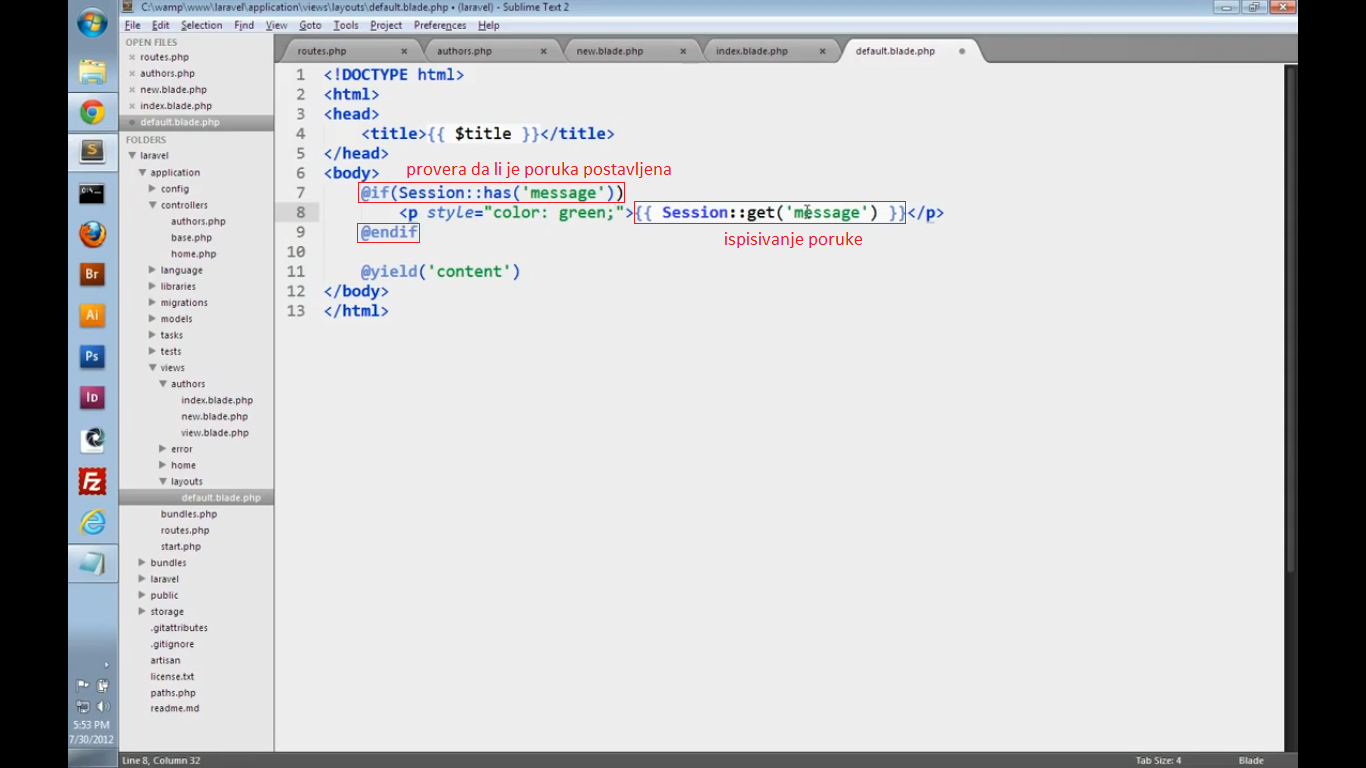 C:\wamp\www\laravel\application\views\layouts\default.blade.php • (laravel) - Sublime Text 2
File Edit Selection Find View Goto Tools Project Preferences Help
OPEN FILES
routes.php
authors.php
new.blade.php
index.blade.php
default.blade.php
FOLDERS
laravel
application
config
controllers
authors.php
base.php
home.php
language
libraries
migrations
models
tasks
tests
views
authors
index.blade.php
new.blade.php
view.blade.php
error
home
layouts
default.blade.php
bundles.php
routes.php
start.php
bundles
laravel
public
storage
.gitattributes
.gitignore
artisan
license.txt
paths.php
readme.md
routes.php authors.php new.blade.php index.blade.php default.blade.php
1 <!DOCTYPE html>
2 <html>
3 <head>
4 <title>{{ $title }}</title>
5 </head>
6 <body>
provera da li je poruka postavljena
7 @if(Session::has('message'))
8 <p style="color: green;">{{ Session::get('message') }}</p>
9 @endif
ispisivanje poruke
10
11 @yield('content')
12 </body>
13 </html>
Br
Ai
Ps
Id
Fz
5:53 PM
7/30/2012
Line 8, Column 32
Tab Size: 4
Blade